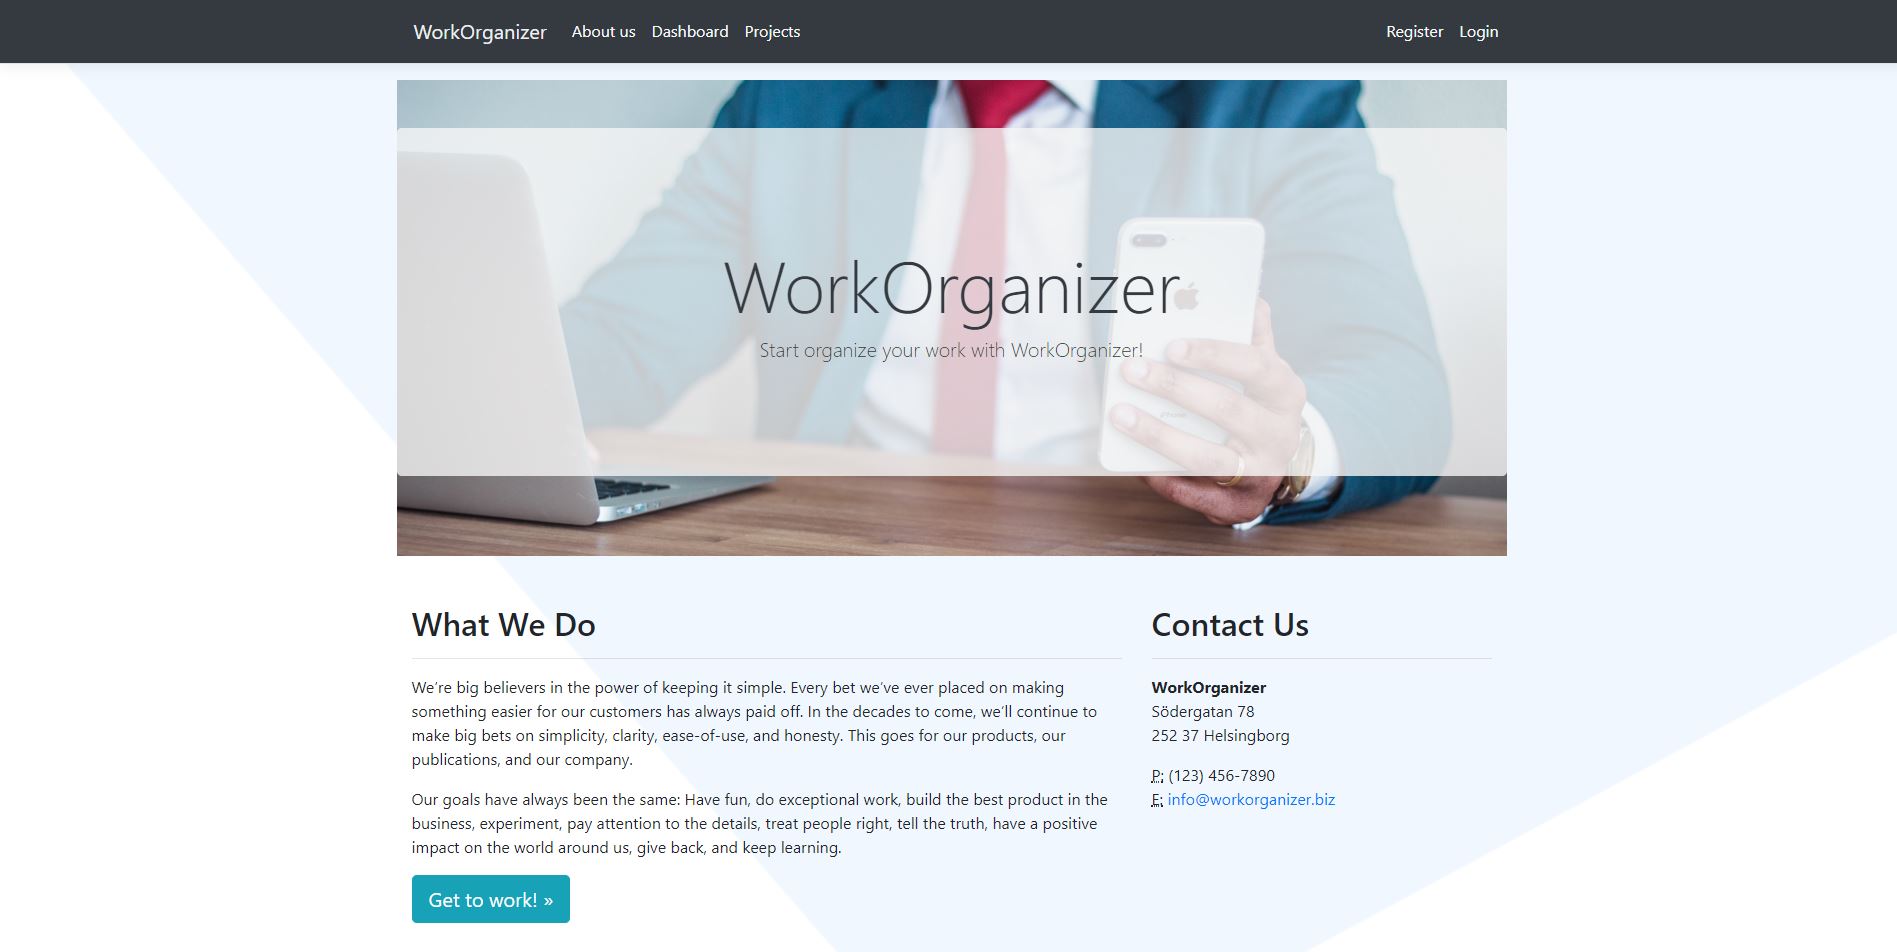 WorkOrganizer About us Dashboard Projects Register Login
WorkOrganizer
Start organize your work with WorkOrganizer!
iPhone
What We Do
We're big believers in the power of keeping it simple. Every bet we've ever placed on making
something easier for our customers has always paid off. In the decades to come, we'll continue to
make big bets on simplicity, clarity, ease-of-use, and honesty. This goes for our products, our
publications, and our company.
Our goals have always been the same: Have fun, do exceptional work, build the best product in the
business, experiment, pay attention to the details, treat people right, tell the truth, have a positive
impact on the world around us, give back, and keep learning.
Get to work! »
Contact Us
WorkOrganizer
Södergatan 78
252 37 Helsingborg
P: (123) 456-7890
E: info@workorganizer.biz